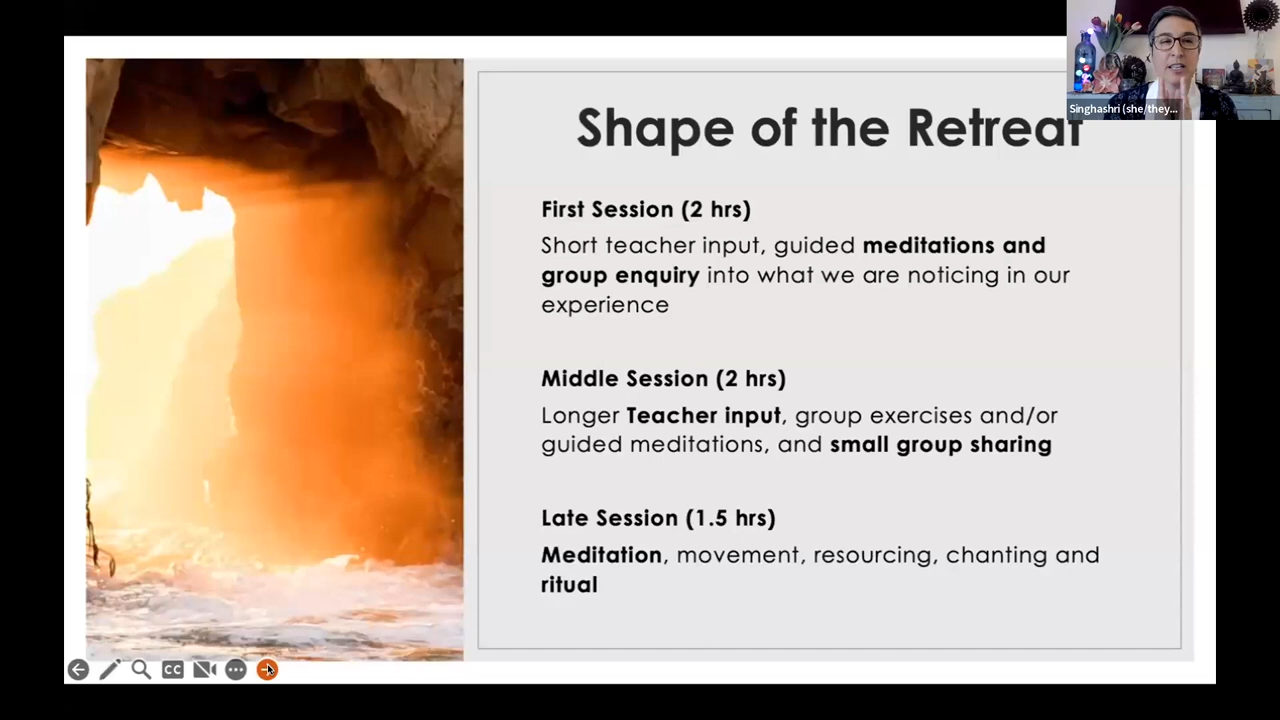 Singhashri (she/they...
Shape of the Retreat
First Session (2 hrs)
Short teacher input, guided meditations and
group enquiry into what we are noticing in our
experience
Middle Session (2 hrs)
Longer Teacher input, group exercises and/or
guided meditations, and small group sharing
Late Session (1.5 hrs)
Meditation, movement, resourcing, chanting and
ritual
CC